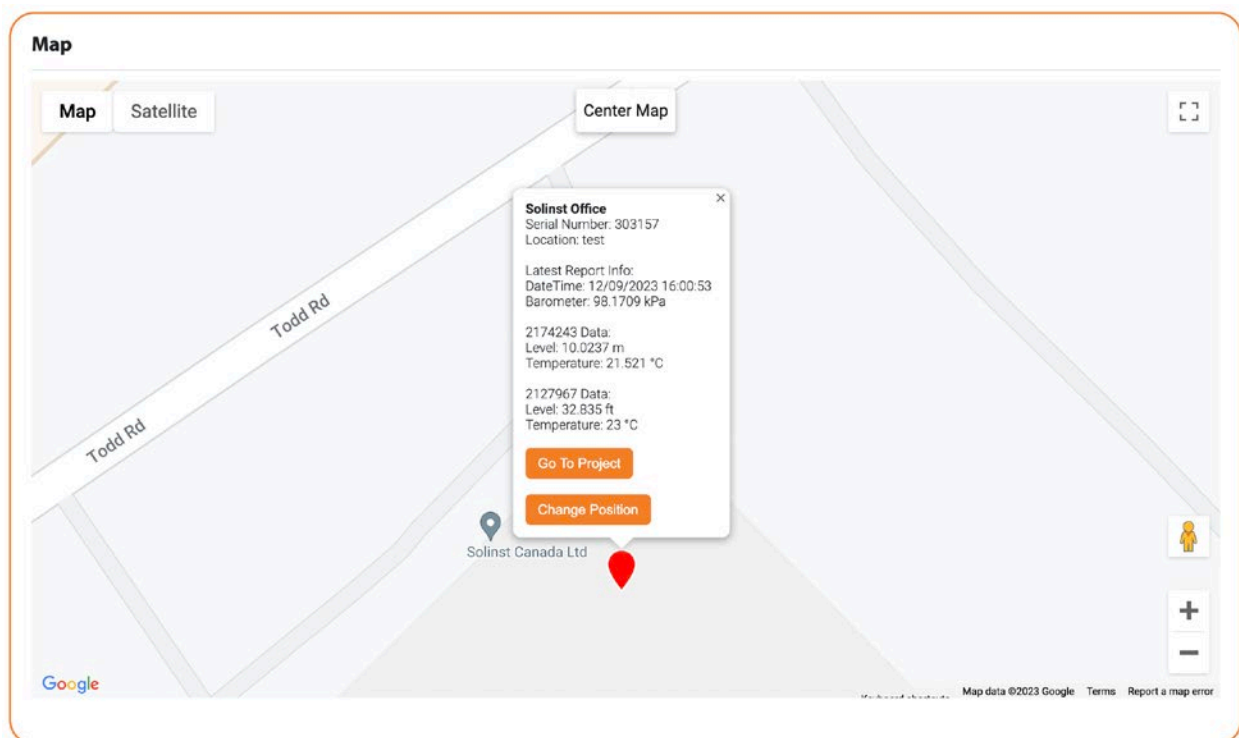 Map
Map
Satellite
Center Map
×
Solinst Office
Serial Number: 303157
Location: test
Latest Report Info:
DateTime: 12/09/2023 16:00:53
Barometer: 98.1709 kPa
2174243 Data:
Level: 10.0237 m
Temperature: 21.521 °C
2127967 Data:
Level: 32.835 ft
Temperature: 23 °C
Go To Project
Change Position
Todd Rd
Todd Rd
Solinst Canada Ltd
+
−
Google
Map data ©2023 Google
Terms
Report a map error